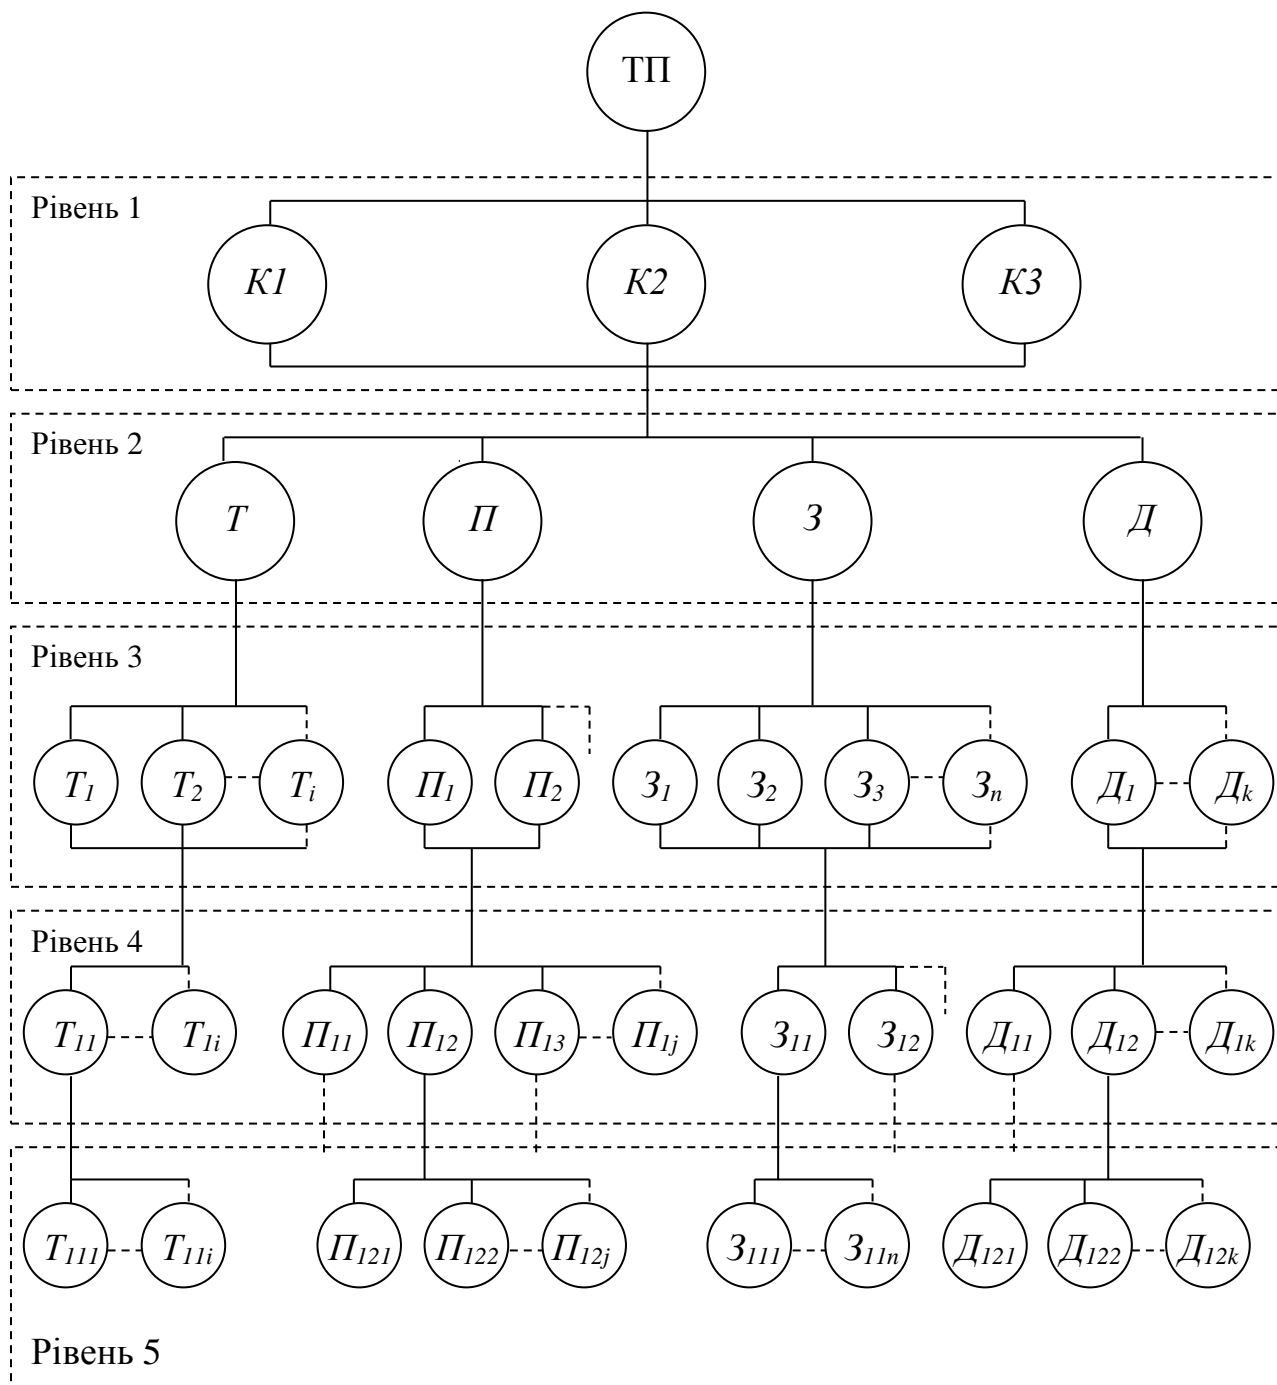 ТП
Рівень 1
К1 К2 К3
Рівень 2
Т П З Д
Рівень 3
Т1 Т2 Тi П1 П2 З1 З2 З3 Зn Д1 Дk
Рівень 4
Т11 Т1i П11 П12 П13 П1j З11 З12 Д11 Д12 Д1k
Т111 Т11i П121 П122 П12j З111 З11n Д121 Д122 Д12k
Рівень 5